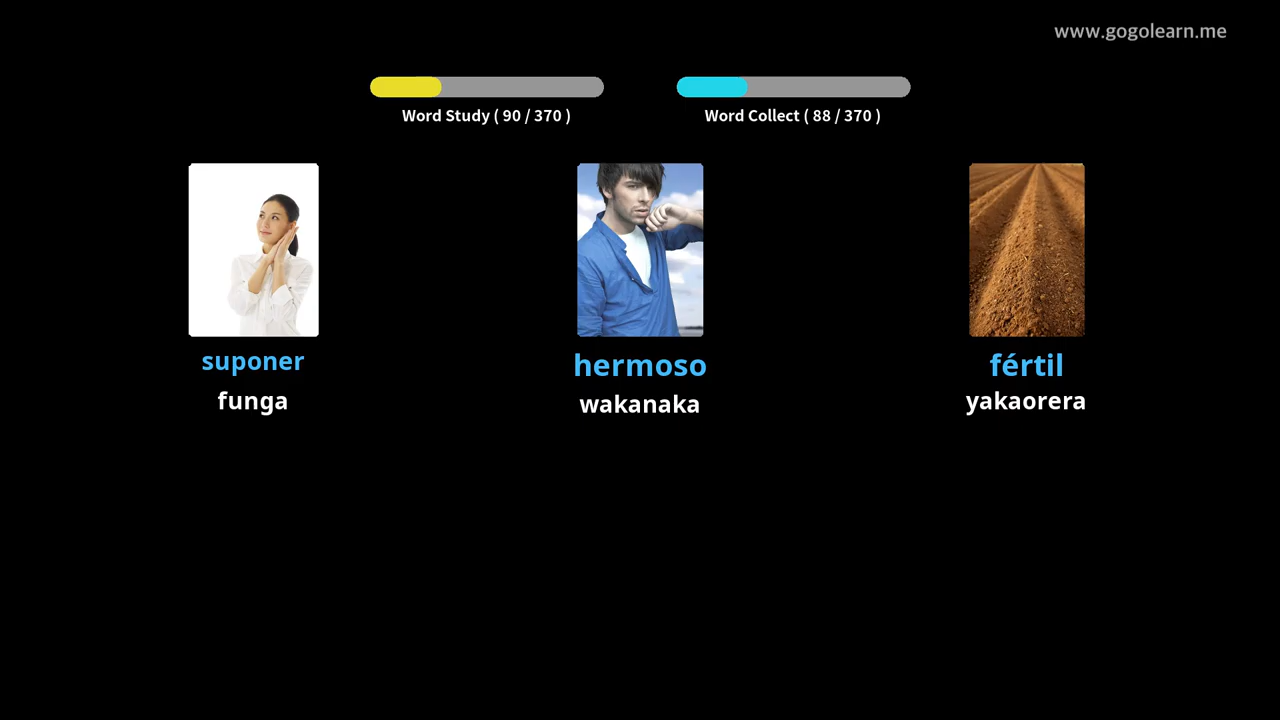 www.gogolearn.me
Word Study ( 90 / 370 )
Word Collect ( 88 / 370 )
suponer
funga
hermoso
wakanaka
fértil
yakaorera